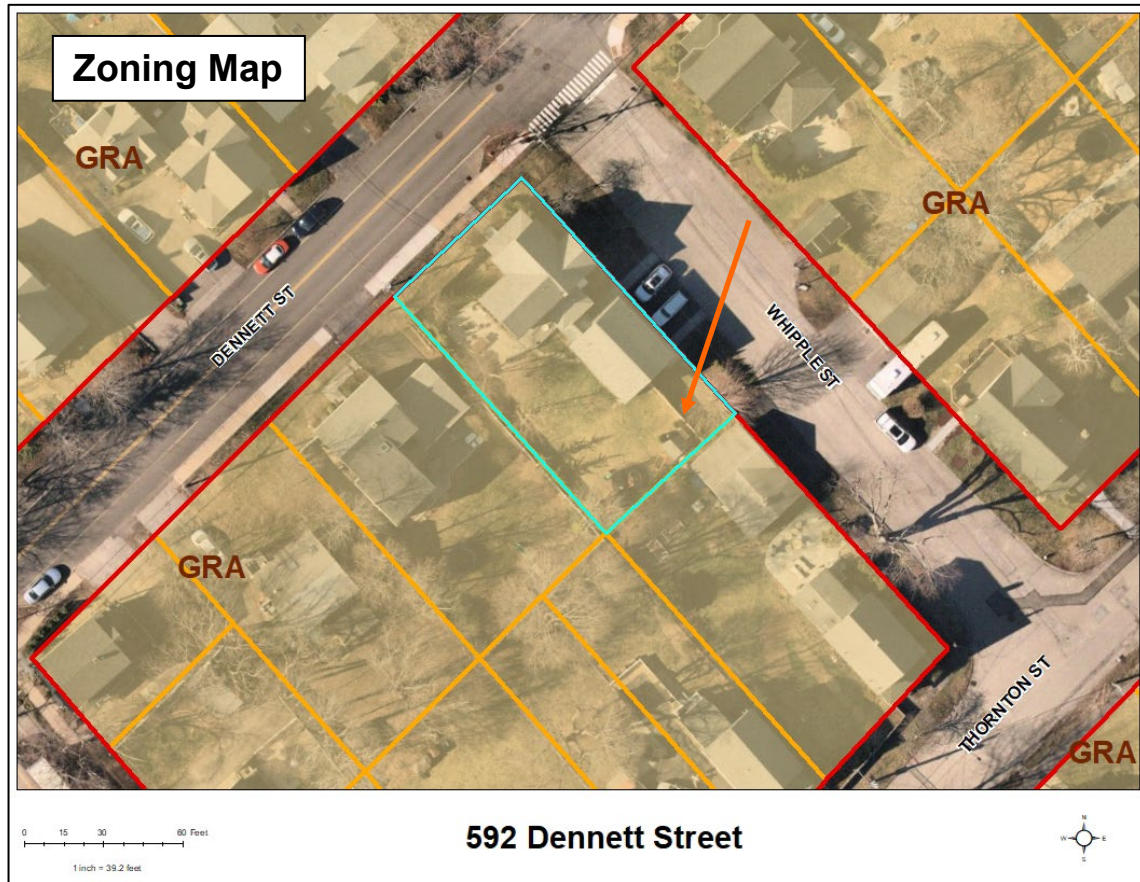 Zoning Map
GRA
GRA
DENNETT ST
WHIPPLE ST
GRA
THORNTON ST
GRA
0 15 30 60 Feet
1 inch = 39.2 feet
592 Dennett Street
N
W E
S